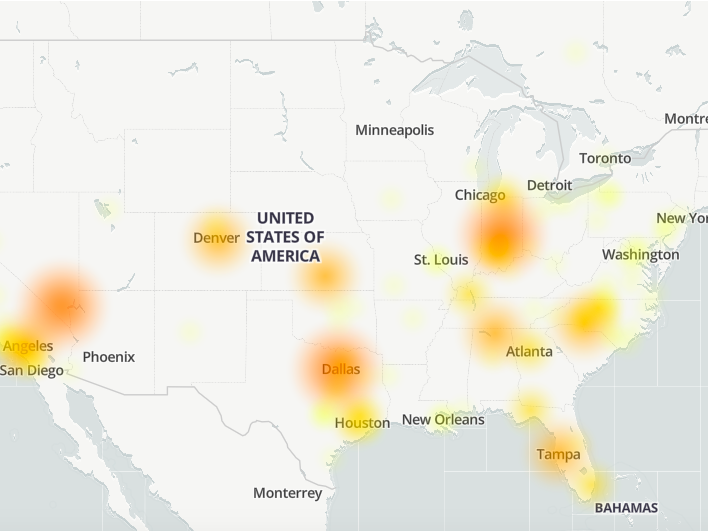 Minneapolis
Montre
Toronto
Detroit
Chicago
New Yor
UNITED
STATES OF
AMERICA
Denver
Washington
St. Louis
Angeles
Phoenix
Atlanta
San Diego
Dallas
Houston
New Orleans
Tampa
Monterrey
BAHAMAS